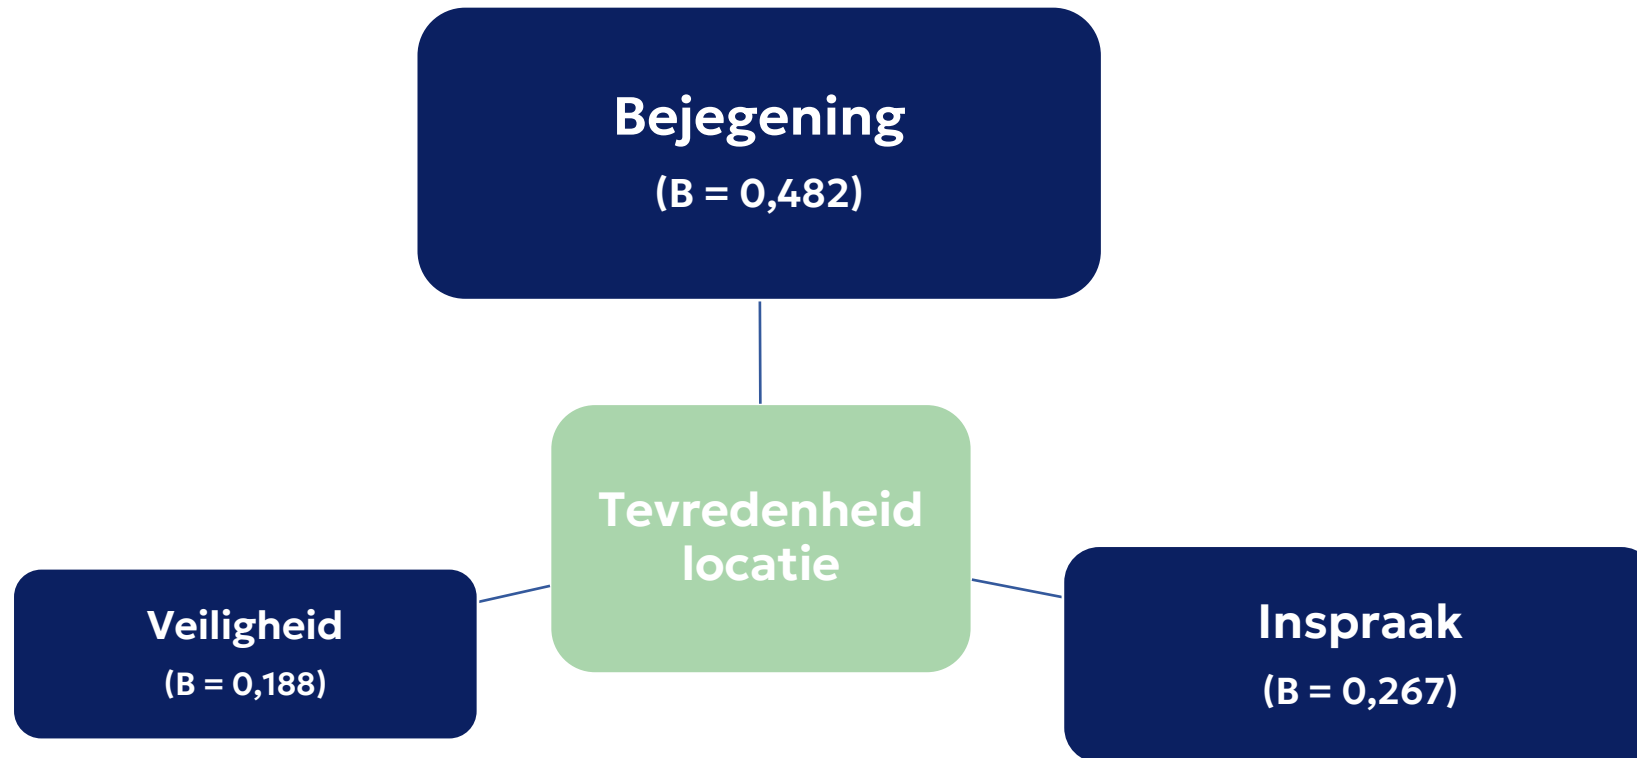 Bejegening
(B = 0,482)
Tevredenheid
locatie
Veiligheid
(B = 0,188)
Inspraak
(B = 0,267)